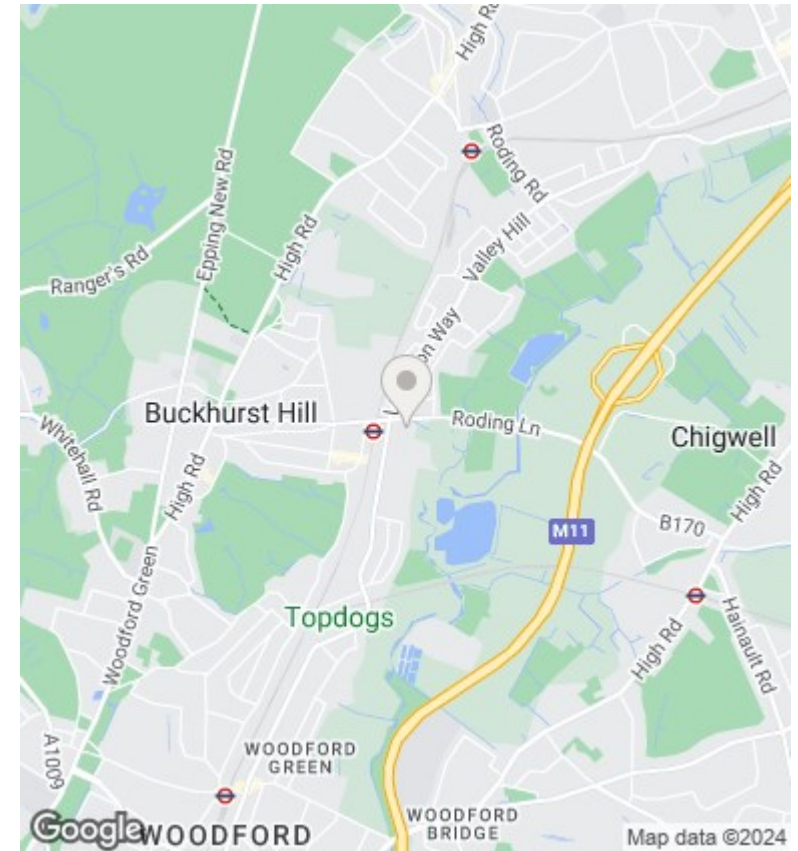 High R
Roding Rd
Epping New Rd
High Rd
Valley Hill
Ranger's Rd
on Way
Buckhurst Hill
Roding Ln
Chigwell
Whitehall Rd
High Rd
High Rd
M11
B170
Woodford Green
Topdogs
High Rd
Hainault Rd
A1009
WOODFORD
GREEN
WOODFORD
BRIDGE
Google
WOODFORD
Map data ©2024